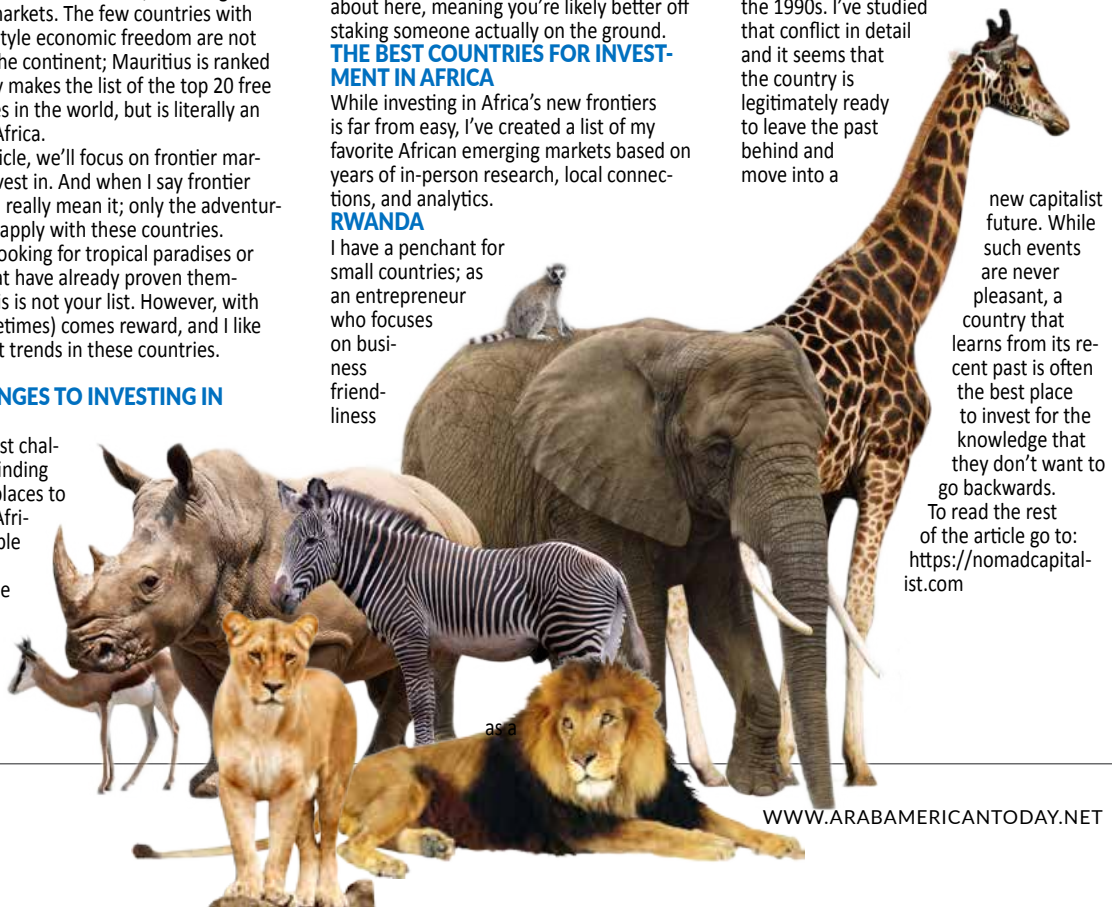 arkets. The few countries with
tyle economic freedom are not
he continent; Mauritius is ranked
y makes the list of the top 20 free
es in the world, but is literally an
Africa.
icle, we'll focus on frontier mar-
vest in. And when I say frontier
really mean it; only the adventur-
apply with these countries.
ooking for tropical paradises or
nt have already proven them-
is is not your list. However, with
etimes) comes reward, and I like
t trends in these countries.
NGES TO INVESTING IN
st chal-
inding
places to
Afri-
ble
e
about here, meaning you're likely better off
staking someone actually on the ground.
THE BEST COUNTRIES FOR INVEST-
MENT IN AFRICA
While investing in Africa's new frontiers
is far from easy, I've created a list of my
favorite African emerging markets based on
years of in-person research, local connec-
tions, and analytics.
RWANDA
I have a penchant for
small countries; as
an entrepreneur
who focuses
on busi-
ness
friend-
liness
as a
the 1990s. I've studied
that conflict in detail
and it seems that
the country is
legitimately ready
to leave the past
behind and
move into a
new capitalist
future. While
such events
are never
pleasant, a
country that
learns from its re-
cent past is often
the best place
to invest for the
knowledge that
they don't want to
go backwards.
To read the rest
of the article go to:
https://nomadcapital-
ist.com
WWW.ARABAMERICANTODAY.NET